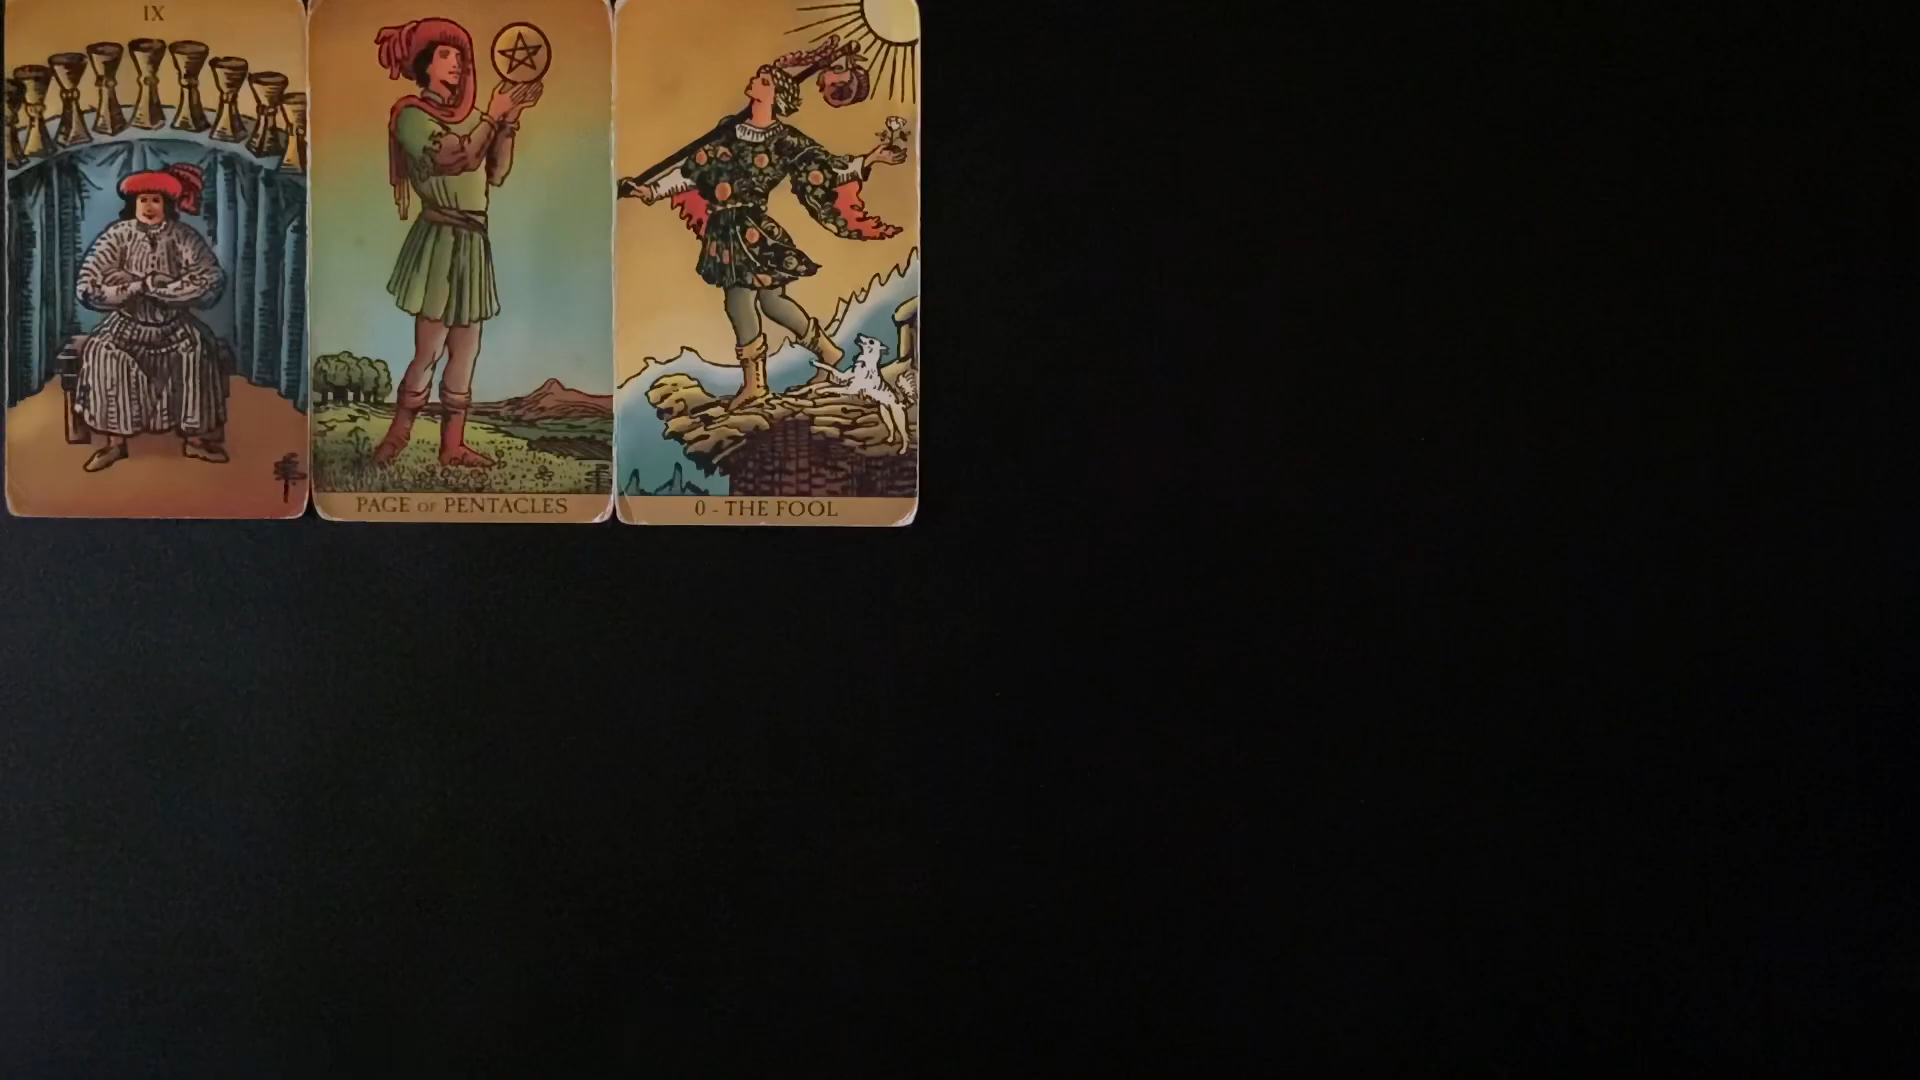 IX
PAGE OF PENTACLES
0 - THE FOOL